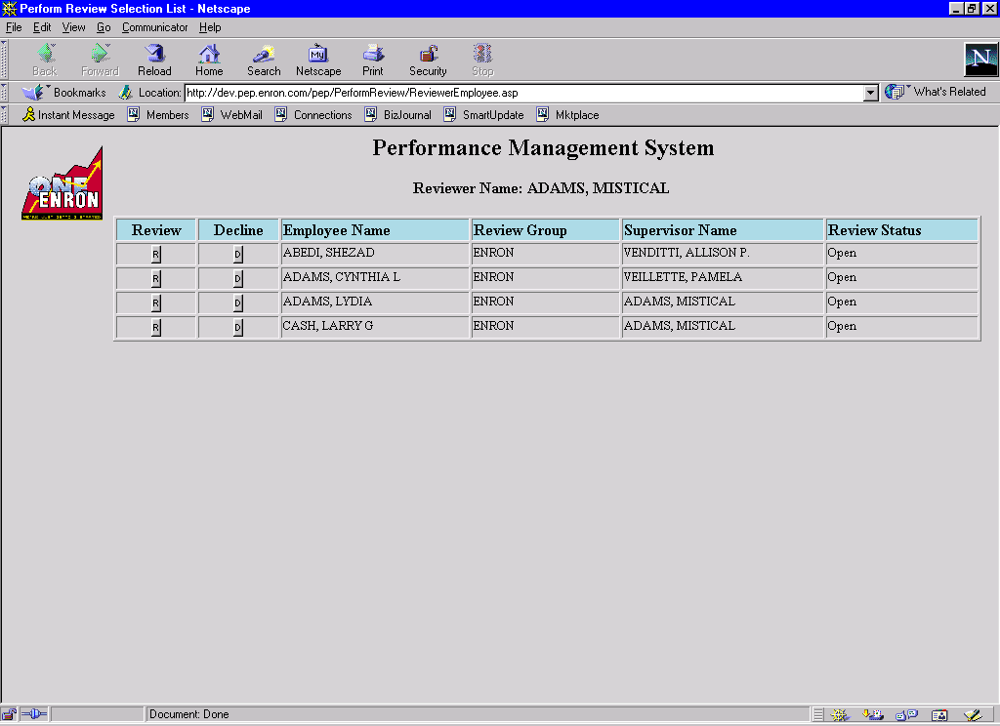 Perform Review Selection List - Netscape
File Edit View Go Communicator Help
My N
Back Forward Reload Home Search Netscape Print Security Stop
Bookmarks Location: http://dev.pep.enron.com/pep/PerformReview/ReviewerEmployee.asp What's Related
Instant Message Members WebMail Connections BizJournal SmartUpdate Mktplace
Performance Management System
ONE
ENRON
Reviewer Name: ADAMS, MISTICAL
Review Decline Employee Name Review Group Supervisor Name Review Status
R D ABEDI, SHEZAD ENRON VENDITTI, ALLISON P. Open
R D ADAMS, CYNTHIA L ENRON VEILLETTE, PAMELA Open
R D ADAMS, LYDIA ENRON ADAMS, MISTICAL Open
R D CASH, LARRY G ENRON ADAMS, MISTICAL Open
Document: Done